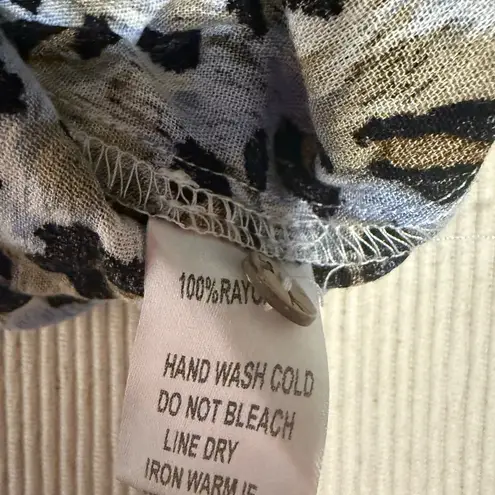 100%RAYO
HAND WASH COLD
DO NOT BLEACH
LINE DRY
IRON WARM IF